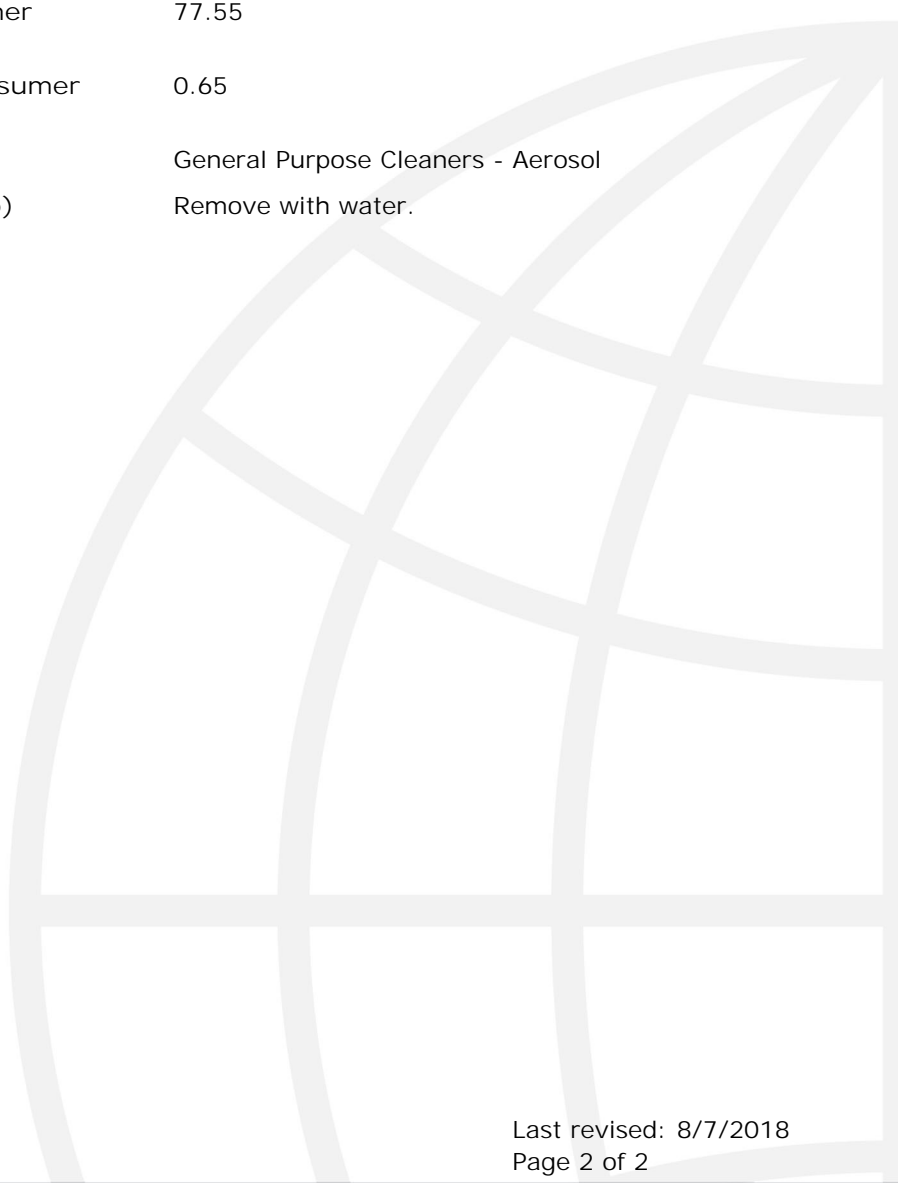 ner 77.55
sumer 0.65
General Purpose Cleaners - Aerosol
) Remove with water.
Last revised: 8/7/2018
Page 2 of 2